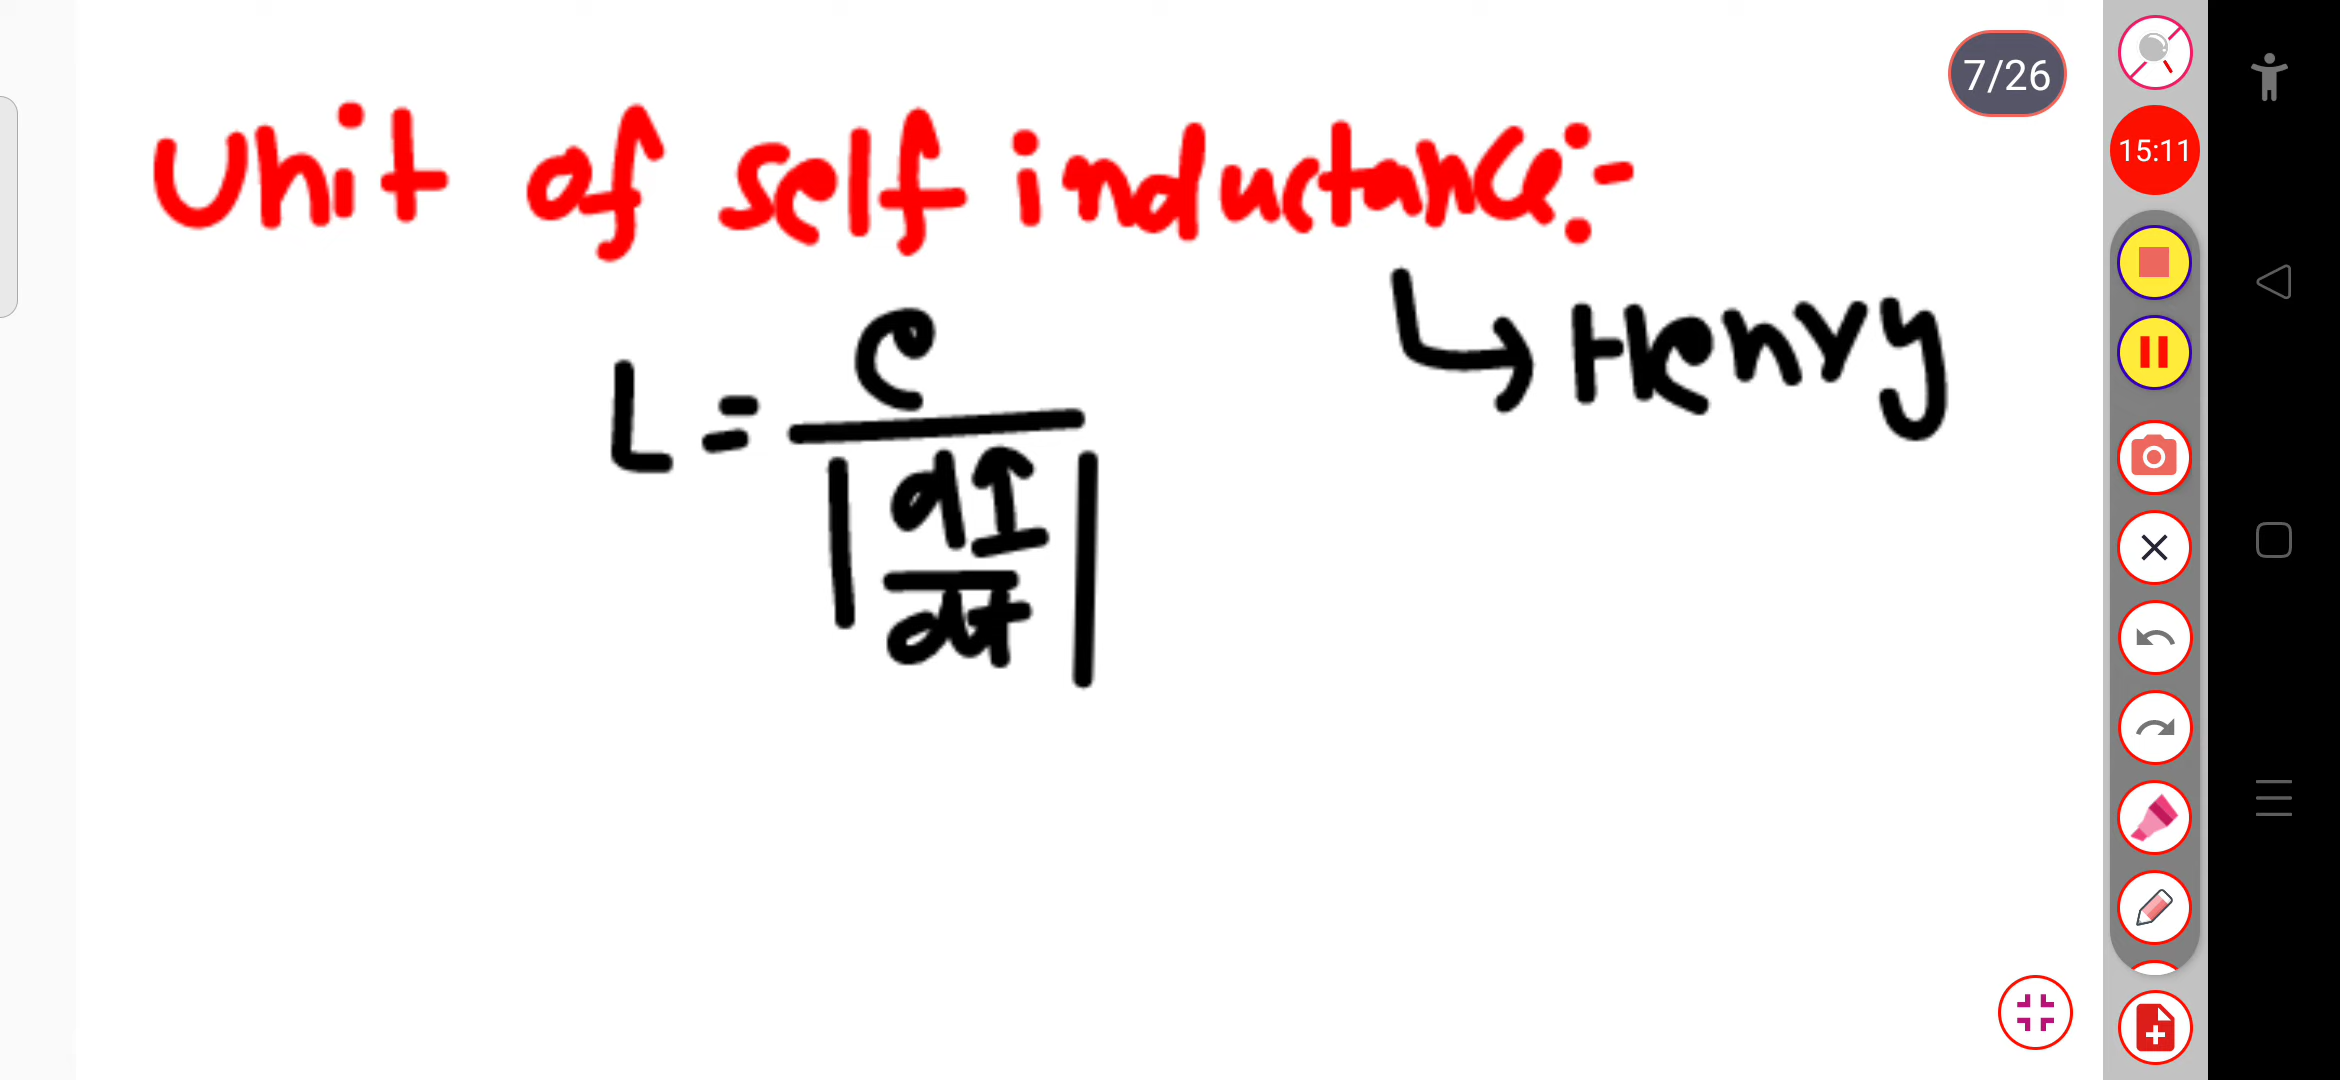 7/26
15:11
Unit of self inductance:-
↳ Henry
L = e
|dI
dt|